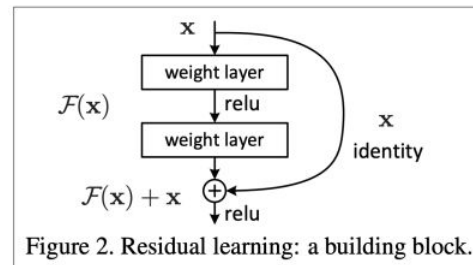 x
weight layer
relu
F(x)
x
weight layer
identity
F(x) + x
+
relu
Figure 2. Residual learning: a building block.